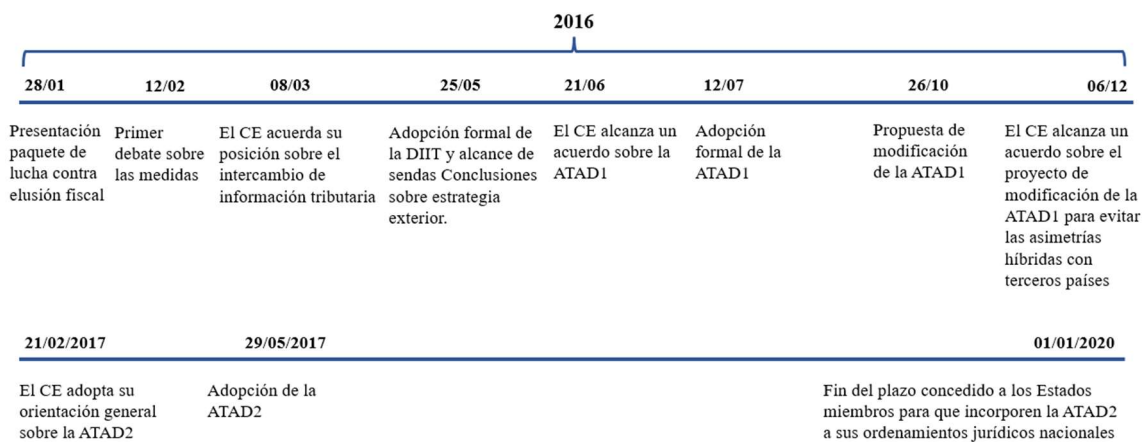 2016
28/01
12/02
08/03
25/05
21/06
12/07
26/10
06/12
Presentación
paquete de
lucha contra
elusión fiscal
Primer
debate sobre
las medidas
El CE acuerda su
posición sobre el
intercambio de
información tributaria
Adopción formal de
la DIIT y alcance de
sendas Conclusiones
sobre estrategia
exterior.
El CE alcanza un
acuerdo sobre la
ATAD1
Adopción
formal de la
ATAD1
Propuesta de
modificación
de la ATAD1
El CE alcanza un
acuerdo sobre el
proyecto de
modificación de la
ATAD1 para evitar
las asimetrías
híbridas con
terceros países
21/02/2017
29/05/2017
01/01/2020
El CE adopta su
orientación general
sobre la ATAD2
Adopción de la
ATAD2
Fin del plazo concedido a los Estados
miembros para que incorporen la ATAD2
a sus ordenamientos jurídicos nacionales